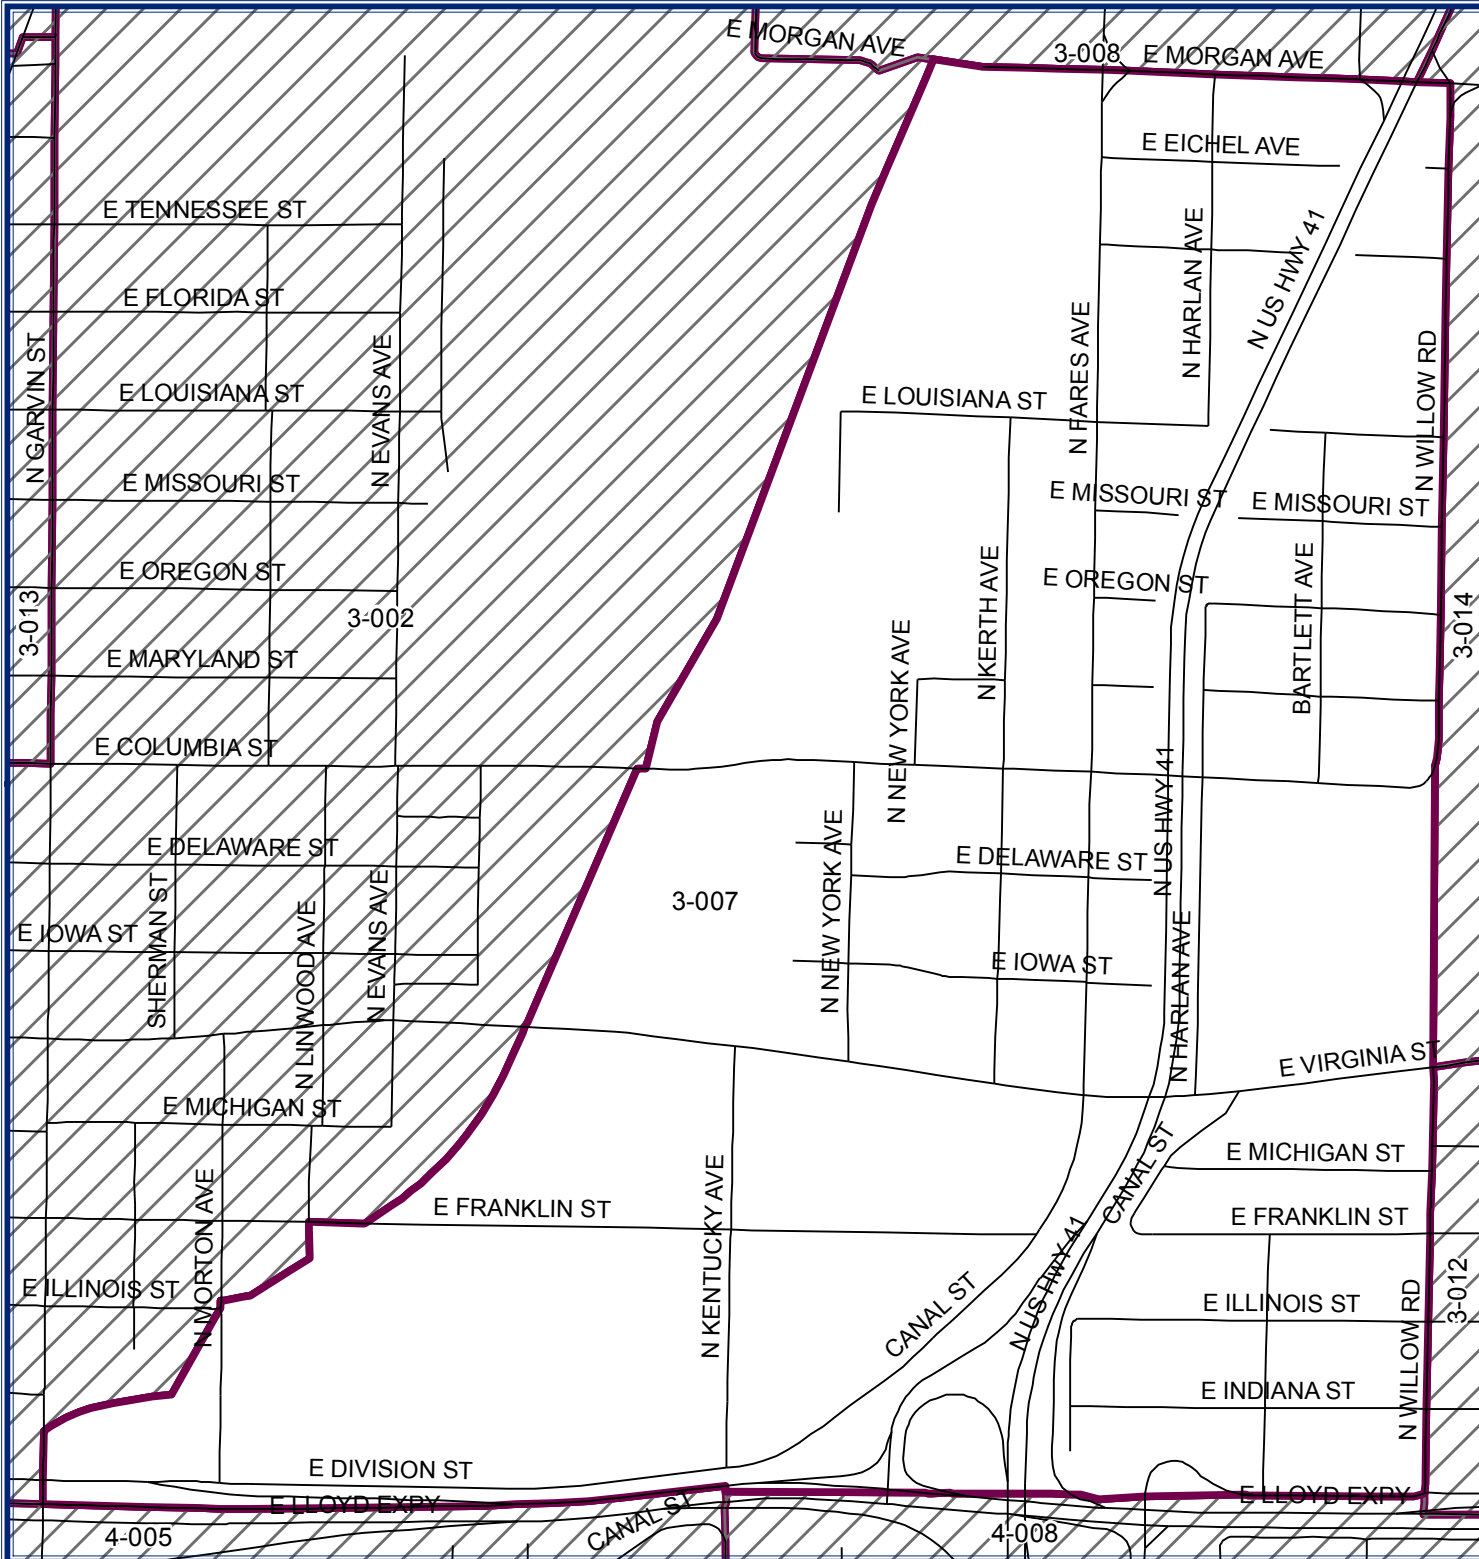 E MORGAN AVE
3-008
E MORGAN AVE
E EICHEL AVE
E TENNESSEE ST
N HARLAN AVE
N US HWY 41
E FLORIDA ST
N GARVIN ST
N EVANS AVE
N FARES AVE
N WILLOW RD
E LOUISIANA ST
E LOUISIANA ST
E MISSOURI ST
E MISSOURI ST
E MISSOURI ST
E OREGON ST
E OREGON ST
N KERTH AVE
BARTLETT AVE
3-013
3-002
3-014
E MARYLAND ST
N NEW YORK AVE
E COLUMBIA ST
N US HWY 41
E DELAWARE ST
N NEW YORK AVE
E DELAWARE ST
SHERMAN ST
N LINWOOD AVE
N EVANS AVE
3-007
E IOWA ST
E IOWA ST
N HARLAN AVE
E VIRGINIA ST
E MICHIGAN ST
CANAL ST
E MICHIGAN ST
N MORTON AVE
E FRANKLIN ST
N KENTUCKY AVE
E FRANKLIN ST
N US HWY 41
E ILLINOIS ST
CANAL ST
E ILLINOIS ST
3-012
N WILLOW RD
E INDIANA ST
E DIVISION ST
E LLOYD EXPY
E LLOYD EXPY
CANAL ST
4-005
4-008